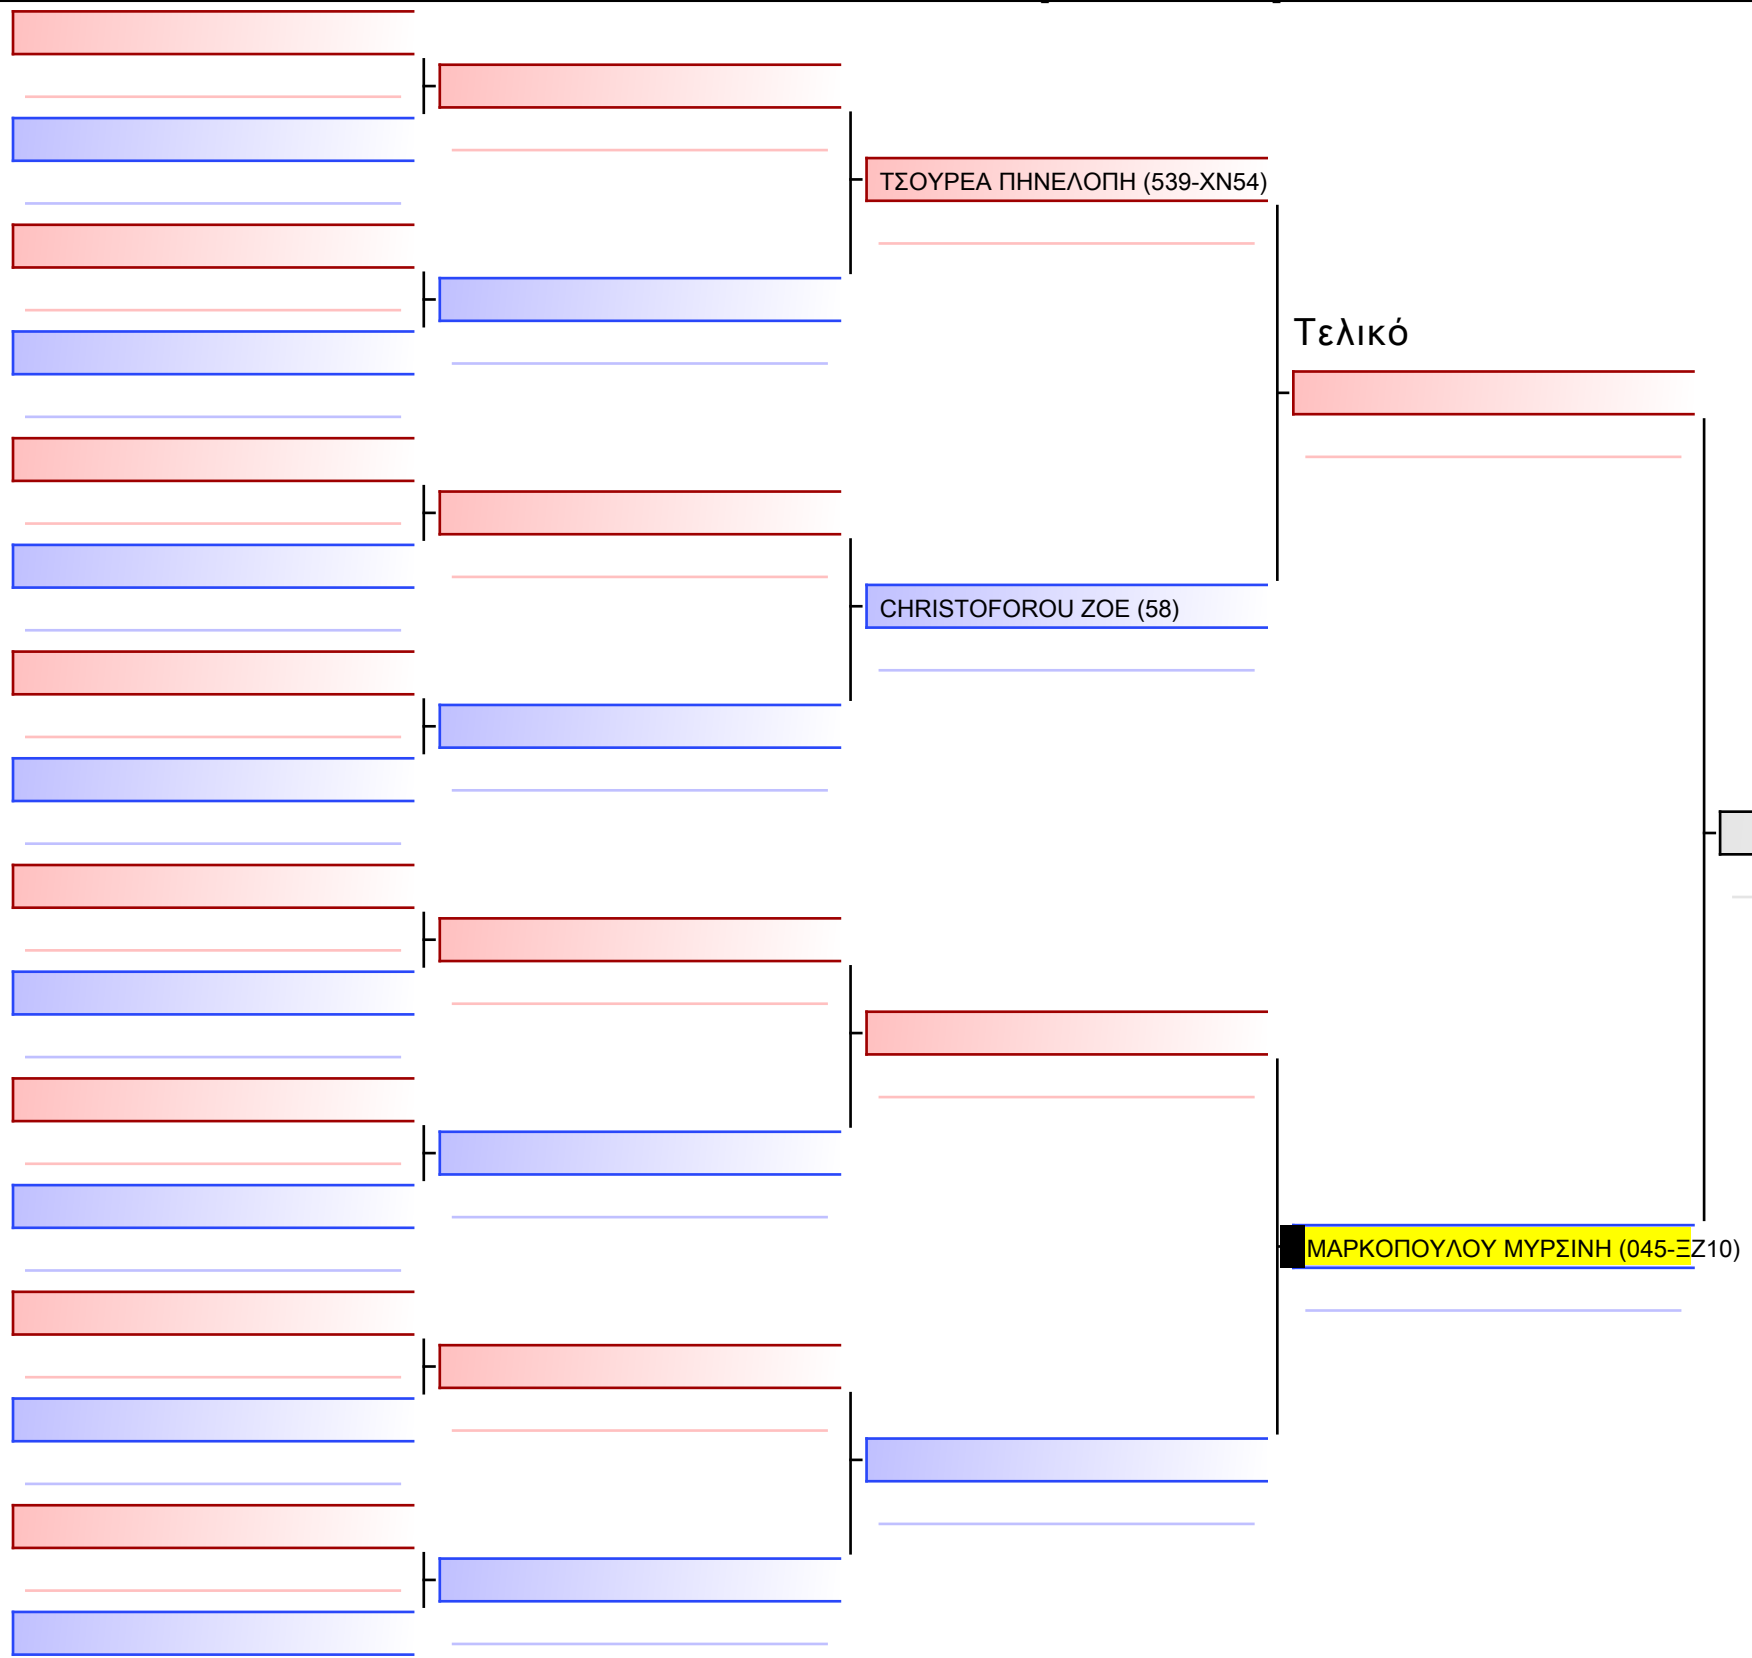 ΤΣΟΥΡΕΑ ΠΗΝΕΛΟΠΗ (539-ΧΝ54)
Τελικό
CHRISTOFOROU ZOE (58)
ΜΑΡΚΟΠΟΥΛΟΥ ΜΥΡΣΙΝΗ (045-ΞΖ10)